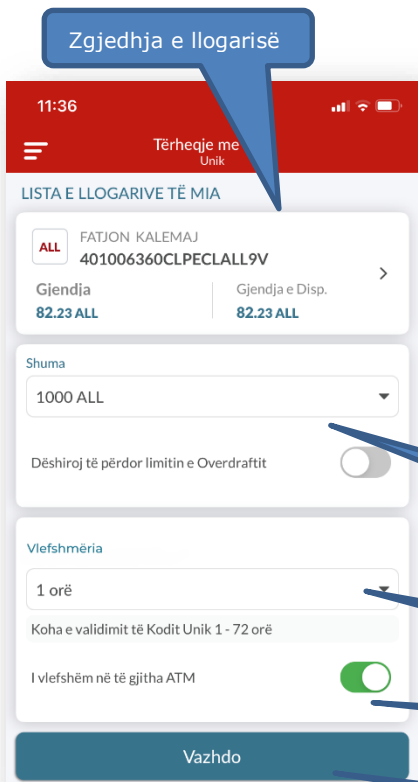 Zgjedhja e llogarisë
11:36
Tërheqje me
Unik
LISTA E LLOGARIVE TË MIA
ALL
FATJON KALEMAJ
401006360CLPECLALL9V
Gjendja
Gjendja e Disp.
82.23 ALL
82.23 ALL
Shuma
1000 ALL
Dëshiroj të përdor limitin e Overdraftit
Vlefshmëria
1 orë
Koha e validimit të Kodit Unik 1 - 72 orë
I vlefshëm në të gjitha ATM
Vazhdo